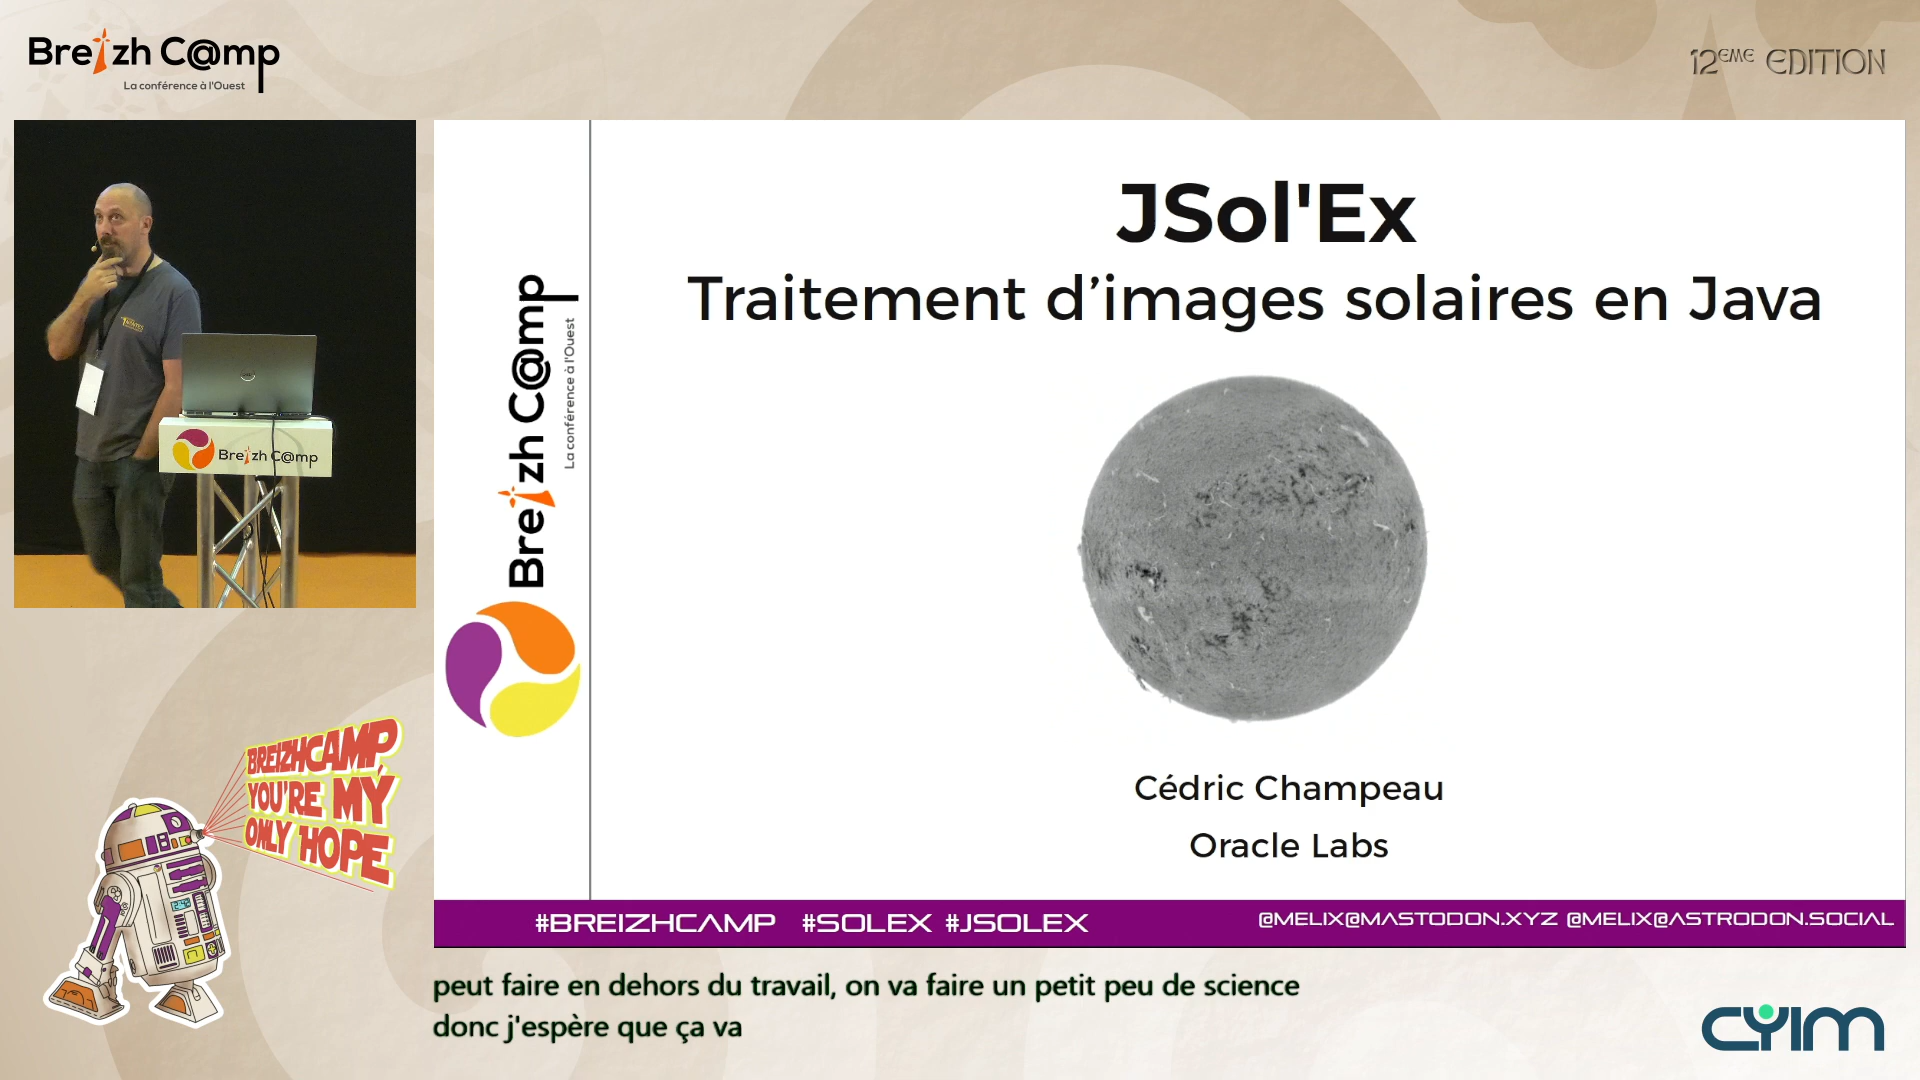 Breizh C@mp
La conférence à l'Ouest
12EME EDITION
Breizh C@mp
Breizh C@mp
La conférence à l'Ouest
JSol'Ex
Traitement d’images solaires en Java
Cédric Champeau
Oracle Labs
#BREIZHCAMP #SOLEX #JSOLEX
@MELIX@MASTODON.XYZ @MELIX@ASTRODON.SOCIAL
BREIZHCAMP,
YOU'RE MY
ONLY HOPE
peut faire en dehors du travail, on va faire un petit peu de science
donc j'espère que ça va
CYIM